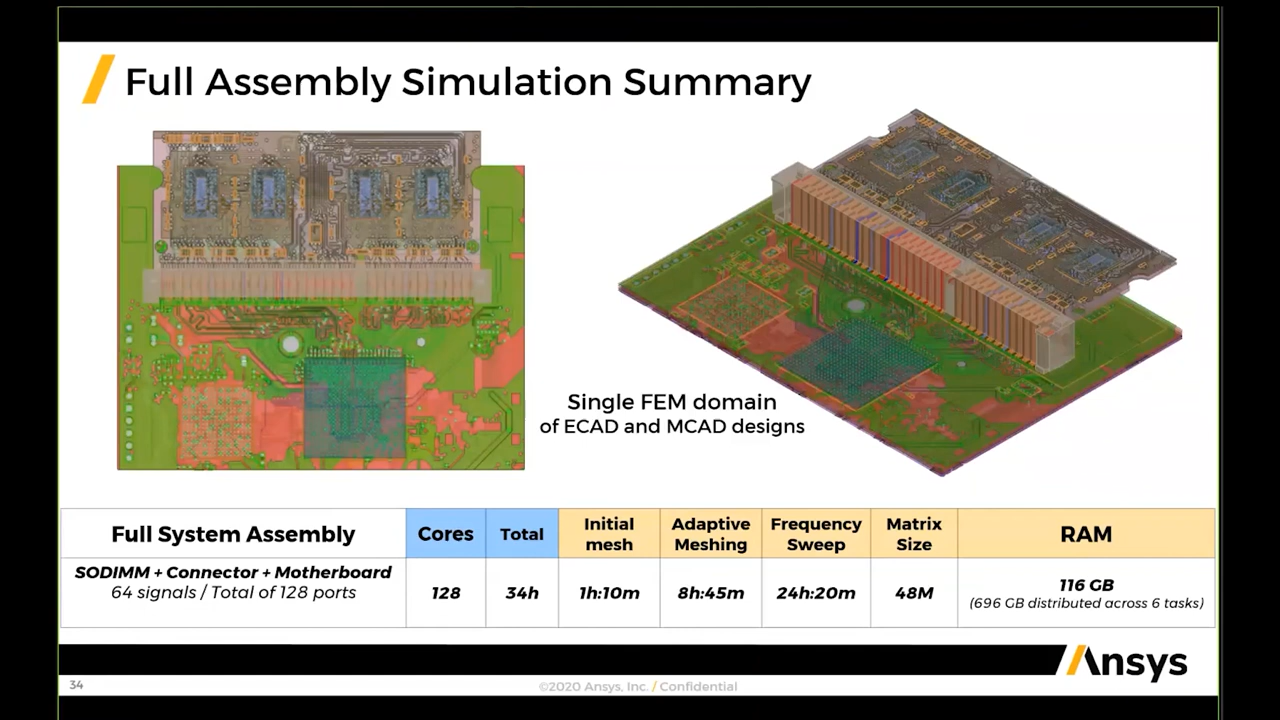 Full Assembly Simulation Summary
Single FEM domain
of ECAD and MCAD designs
Full System Assembly
Cores
Total
Initial
mesh
Adaptive
Meshing
Frequency
Sweep
Matrix
Size
RAM
SODIMM + Connector + Motherboard
64 signals / Total of 128 ports
128
34h
1h:10m
8h:45m
24h:20m
48M
116 GB
(696 GB distributed across 6 tasks)
Ansys
34
©2020 Ansys, Inc. / Confidential